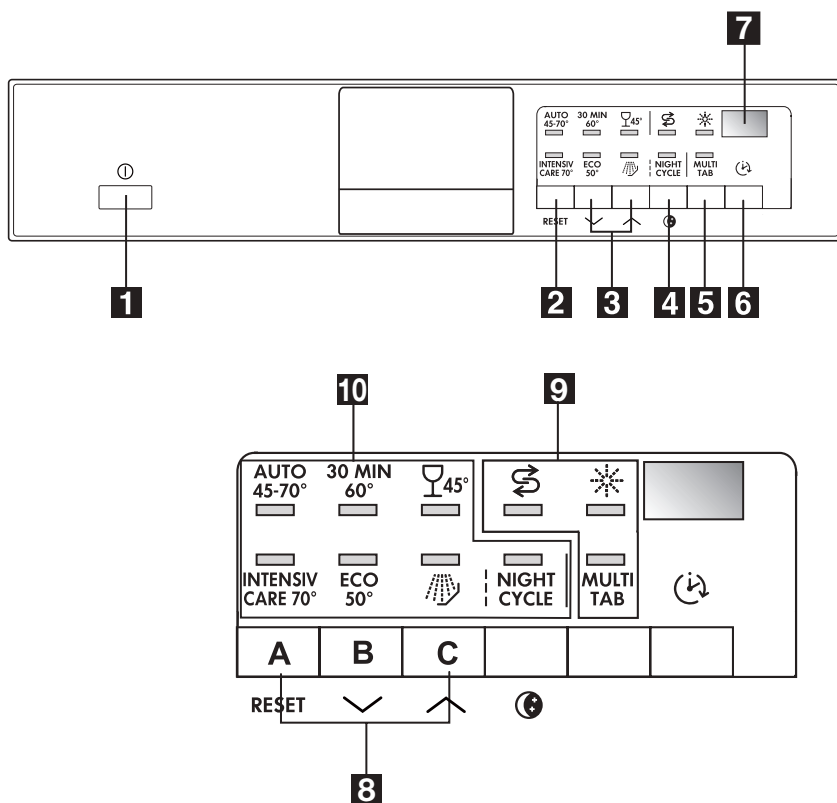 7
AUTO 45-70°
30 MIN 60°
45°
INTENSIV CARE 70°
ECO 50°
NIGHT CYCLE
MULTI TAB
RESET
1
2
3
4
5
6
10
9
AUTO 45-70°
30 MIN 60°
45°
INTENSIV CARE 70°
ECO 50°
NIGHT CYCLE
MULTI TAB
A
B
C
RESET
8